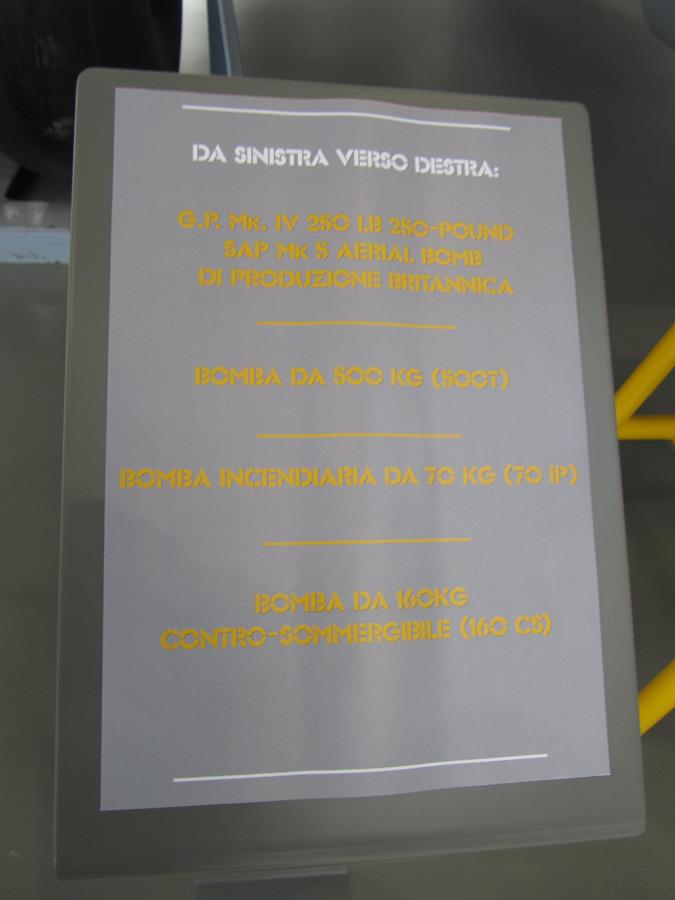 DA SINISTRA VERSO DESTRA:
G.P. MK. IV 250 LB 250-POUND
SAP MK 5 AERIAL BOMB
DI PRODUZIONE BRITANNICA
BOMBA DA 500 KG (500T)
BOMBA INCENDIARIA DA 70 KG (70 IP)
BOMBA DA 160KG
CONTRO-SOMMERGIBILE (160 CS)